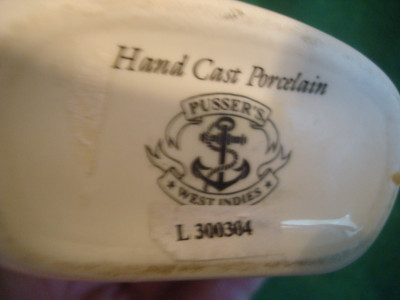 Hand Cast Porcelain
PUSSER'S
★ WEST INDIES ★
L 300304